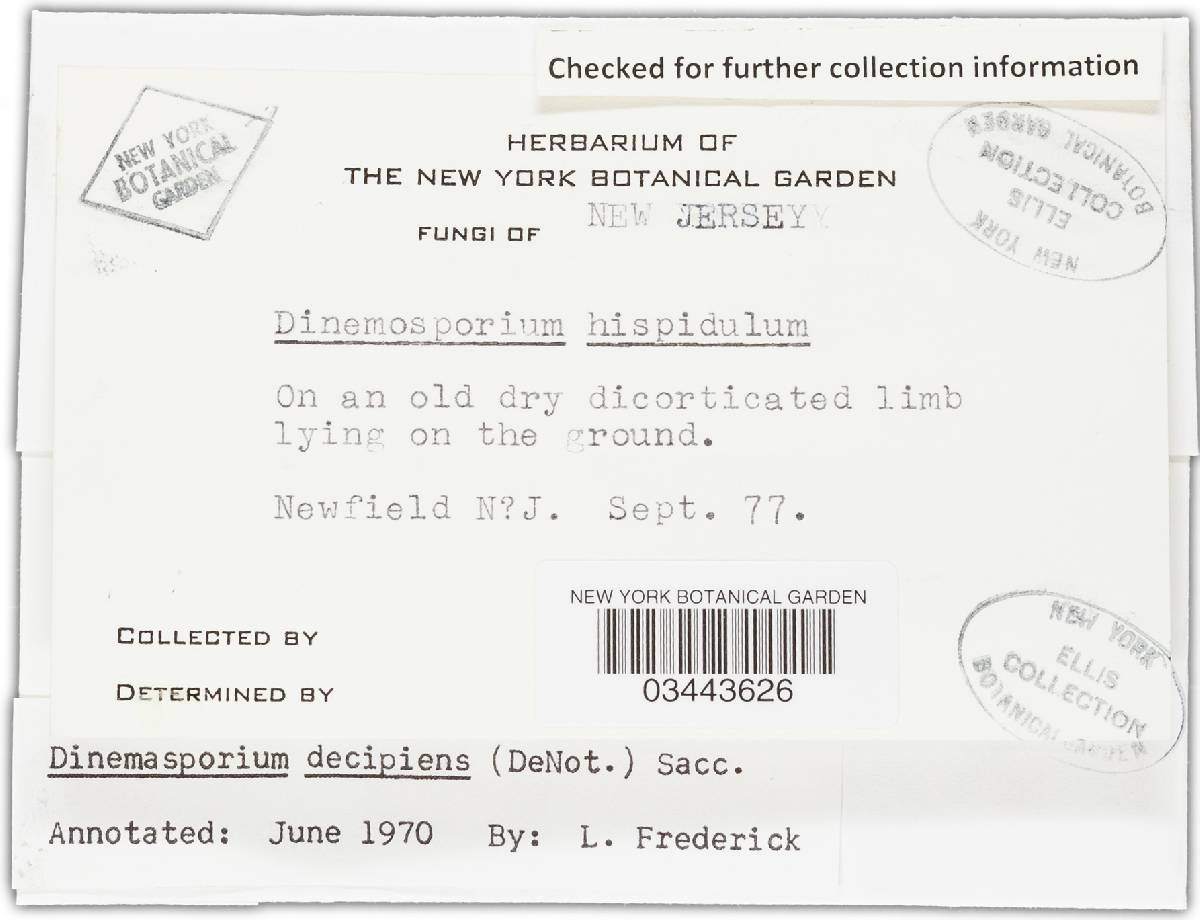 Checked for further collection information
NEW YORK
BOTANICAL
GARDEN
HERBARIUM OF
THE NEW YORK BOTANICAL GARDEN
FUNGI OF NEW JERSEY
NEW YORK
ELLIS
COLLECTION
BOTANICAL GARDEN
Dinemosporium hispidulum
On an old dry dicorticated limb
lying on the ground.
Newfield N?J. Sept. 77.
NEW YORK BOTANICAL GARDEN
03443626
COLLECTED BY
DETERMINED BY
NEW YORK
ELLIS
COLLECTION
BOTANICAL GARDEN
Dinemasporium decipiens (DeNot.) Sacc.
Annotated: June 1970 By: L. Frederick